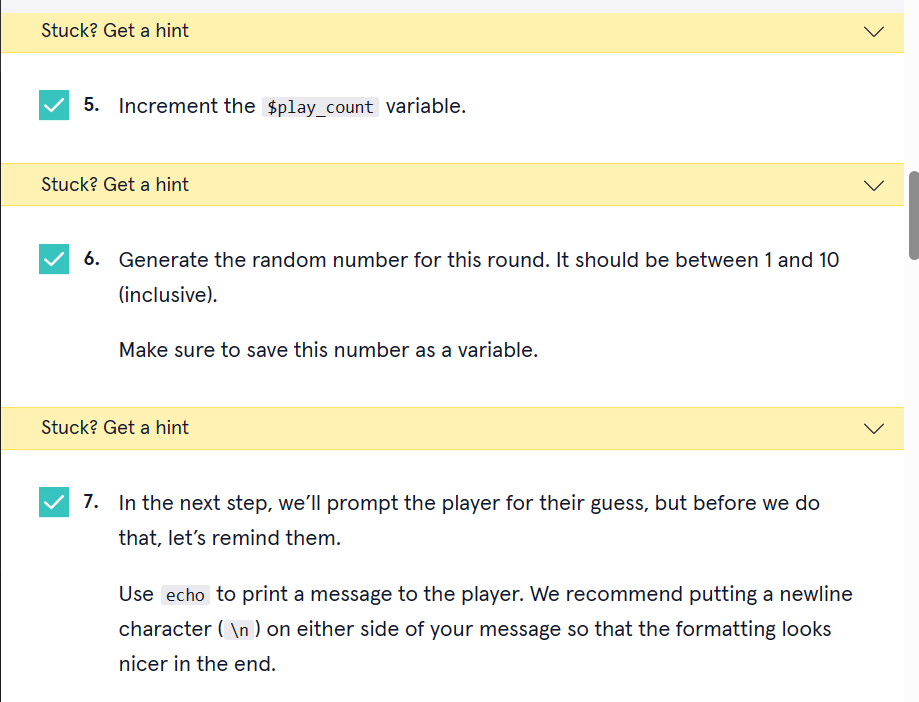 Stuck? Get a hint
5. Increment the $play_count variable.
Stuck? Get a hint
6. Generate the random number for this round. It should be between 1 and 10
(inclusive).
Make sure to save this number as a variable.
Stuck? Get a hint
7. In the next step, we’ll prompt the player for their guess, but before we do
that, let’s remind them.
Use echo to print a message to the player. We recommend putting a newline
character (\n) on either side of your message so that the formatting looks
nicer in the end.